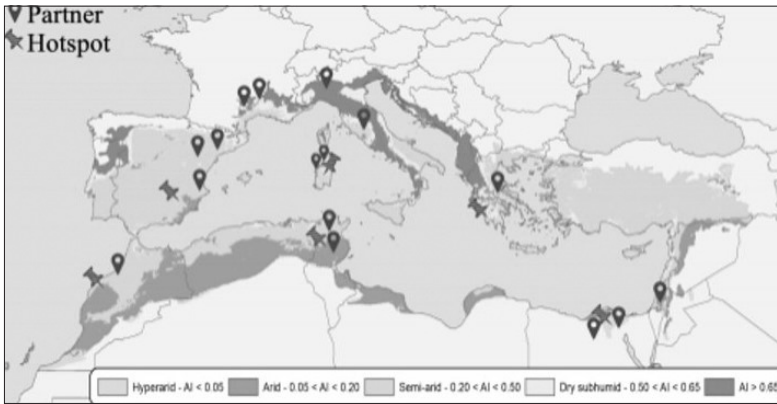 Partner
Hotspot
Hyperarid - AI < 0.05 Arid - 0.05 < AI < 0.20 Semi-arid - 0.20 < AI < 0.50 Dry subhumid - 0.50 < AI < 0.65 AI > 0.65